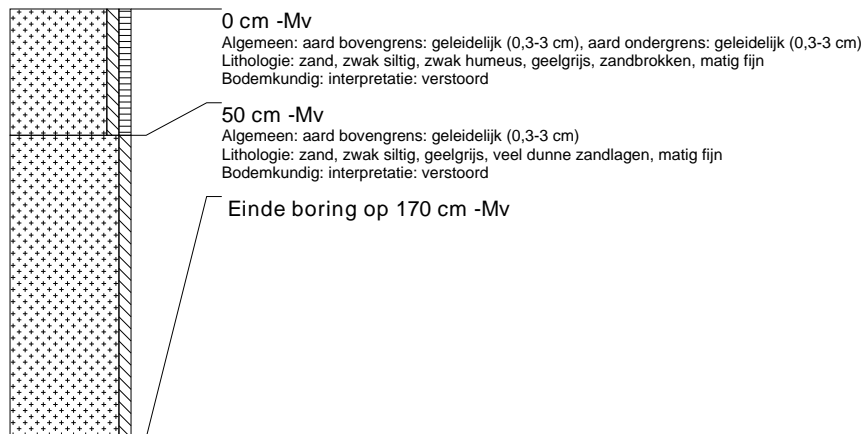 0 cm -Mv
Algemeen: aard bovengrens: geleidelijk (0,3-3 cm), aard ondergrens: geleidelijk (0,3-3 cm)
Lithologie: zand, zwak siltig, zwak humeus, geelgrijs, zandbrokken, matig fijn
Bodemkundig: interpretatie: verstoord
50 cm -Mv
Algemeen: aard bovengrens: geleidelijk (0,3-3 cm)
Lithologie: zand, zwak siltig, geelgrijs, veel dunne zandlagen, matig fijn
Bodemkundig: interpretatie: verstoord
Einde boring op 170 cm -Mv